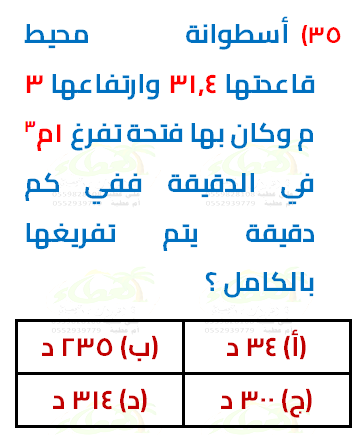 ٣٥) أسطوانة محيط
قاعدتها ٣١,٤ وارتفاعها ٣
م وكان بها فتحة تفرغ ١م٣
في الدقيقة ففي كم
دقيقة يتم تفريغها
بالكامل ؟
(أ) ٣٤ د (ب) ٢٣٥ د
(ج) ٣٠٠ د (د) ٣١٤ د